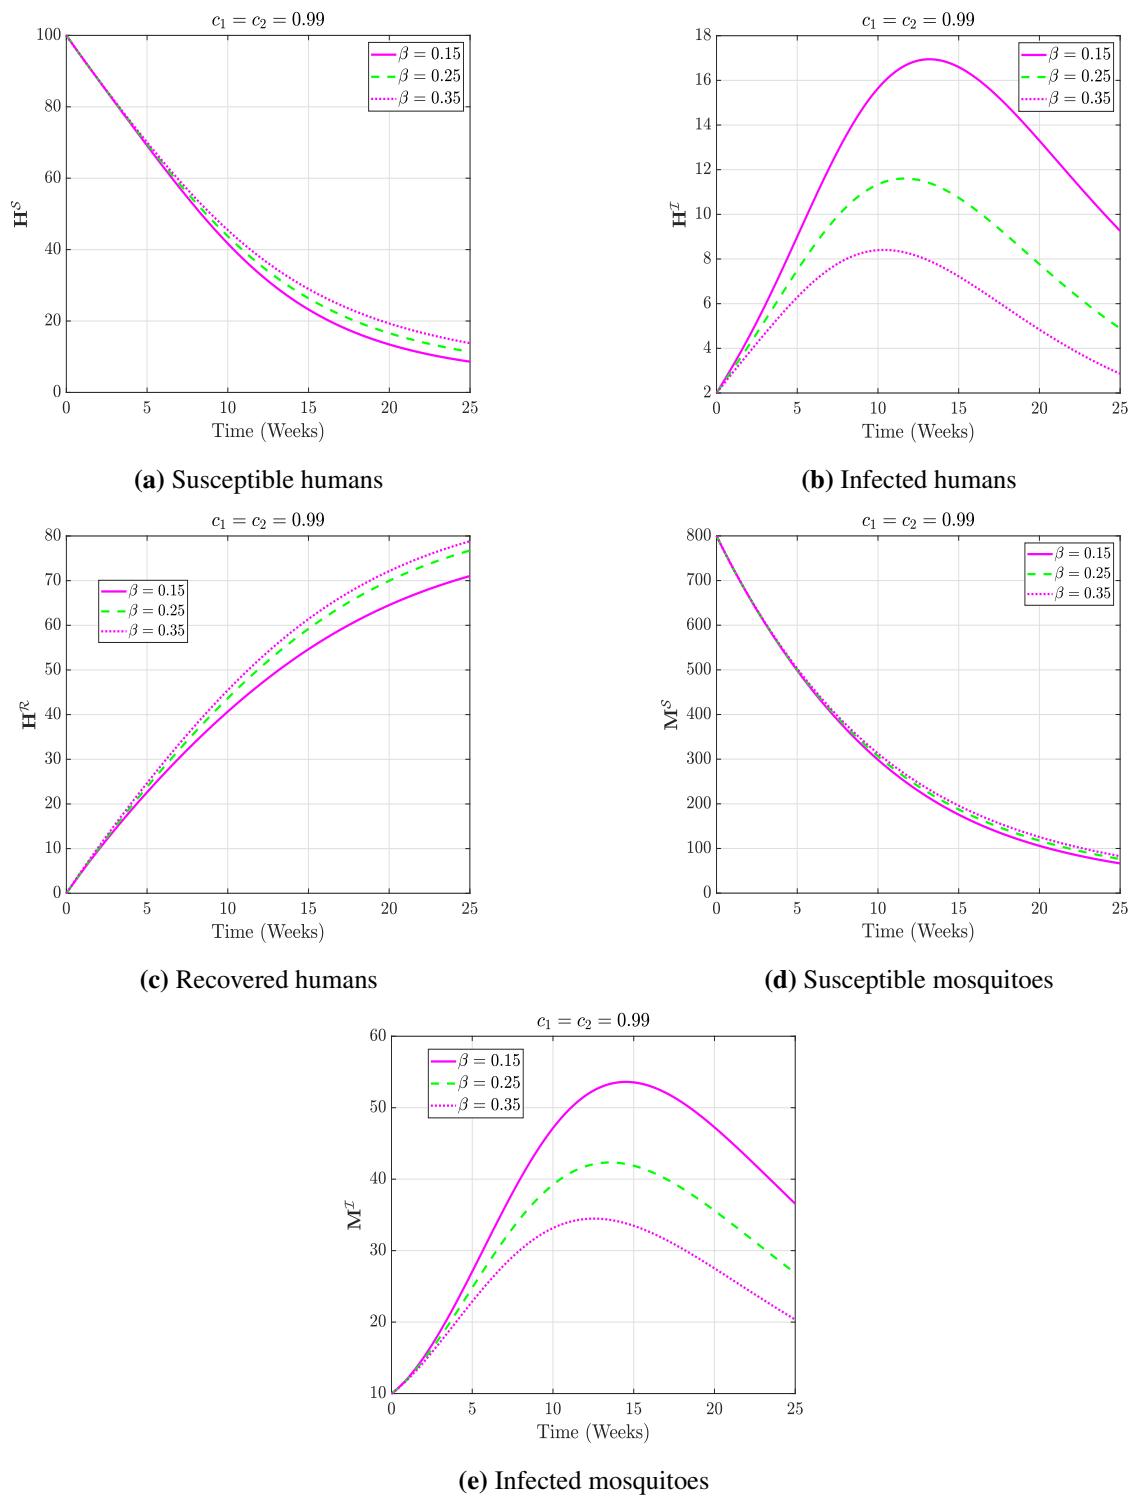 c₁ = c₂ = 0.99
100
80
60
40
20
0
H^S
β = 0.15
β = 0.25
β = 0.35
0 5 10 15 20 25
Time (Weeks)
(a) Susceptible humans
c₁ = c₂ = 0.99
18
16
14
12
10
8
6
4
2
H^I
β = 0.15
β = 0.25
β = 0.35
0 5 10 15 20 25
Time (Weeks)
(b) Infected humans
c₁ = c₂ = 0.99
80
70
60
50
40
30
20
10
0
H^R
β = 0.15
β = 0.25
β = 0.35
0 5 10 15 20 25
Time (Weeks)
(c) Recovered humans
c₁ = c₂ = 0.99
800
700
600
500
400
300
200
100
0
M^S
β = 0.15
β = 0.25
β = 0.35
0 5 10 15 20 25
Time (Weeks)
(d) Susceptible mosquitoes
c₁ = c₂ = 0.99
60
50
40
30
20
10
M^I
β = 0.15
β = 0.25
β = 0.35
0 5 10 15 20 25
Time (Weeks)
(e) Infected mosquitoes